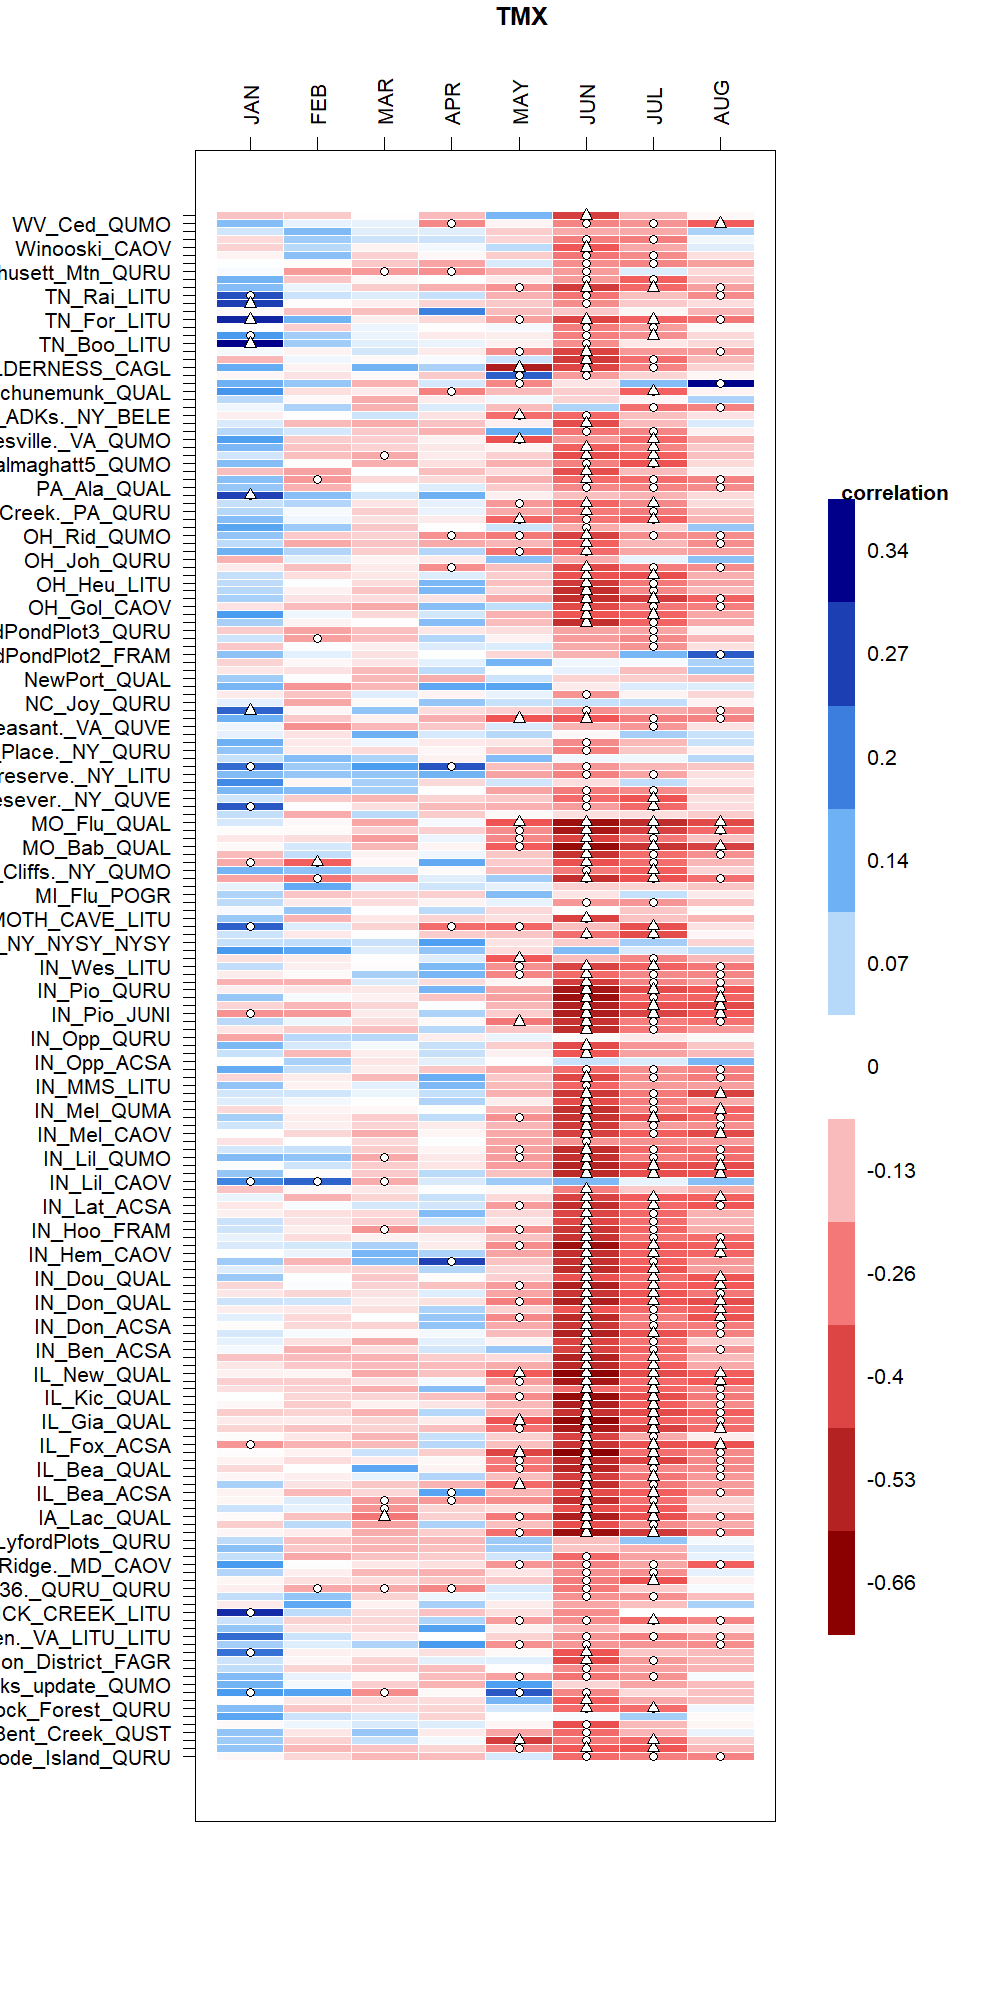 TMX
JAN FEB MAR APR MAY JUN JUL AUG
WV_Ced_QUMO
Winooski_CAOV
husett_Mtn_QURU
TN_Rai_LITU
TN_For_LITU
TN_Boo_LITU
LDERNESS_CAGL
chunemunk_QUAL
_ADKs._NY_BELE
esville._VA_QUMO
almaghatt5_QUMO
PA_Ala_QUAL
Creek._PA_QURU
OH_Rid_QUMO
OH_Joh_QURU
OH_Heu_LITU
OH_Gol_CAOV
dPondPlot3_QURU
dPondPlot2_FRAM
NewPort_QUAL
NC_Joy_QURU
easant._VA_QUVE
_Place._NY_QURU
reserve._NY_LITU
esever._NY_QUVE
MO_Flu_QUAL
MO_Bab_QUAL
_Cliffs._NY_QUMO
MI_Flu_POGR
MOTH_CAVE_LITU
_NY_NYSY_NYSY
IN_Wes_LITU
IN_Pio_QURU
IN_Pio_JUNI
IN_Opp_QURU
IN_Opp_ACSA
IN_MMS_LITU
IN_Mel_QUMA
IN_Mel_CAOV
IN_Lil_QUMO
IN_Lil_CAOV
IN_Lat_ACSA
IN_Hoo_FRAM
IN_Hem_CAOV
IN_Dou_QUAL
IN_Don_QUAL
IN_Don_ACSA
IN_Ben_ACSA
IL_New_QUAL
IL_Kic_QUAL
IL_Gia_QUAL
IL_Fox_ACSA
IL_Bea_QUAL
IL_Bea_ACSA
IA_Lac_QUAL
LyfordPlots_QURU
Ridge._MD_CAOV
36._QURU_QURU
CK_CREEK_LITU
en._VA_LITU_LITU
on_District_FAGR
ks_update_QUMO
ock_Forest_QURU
Bent_Creek_QUST
ode_Island_QURU
correlation
0.34
0.27
0.2
0.14
0.07
0
-0.13
-0.26
-0.4
-0.53
-0.66